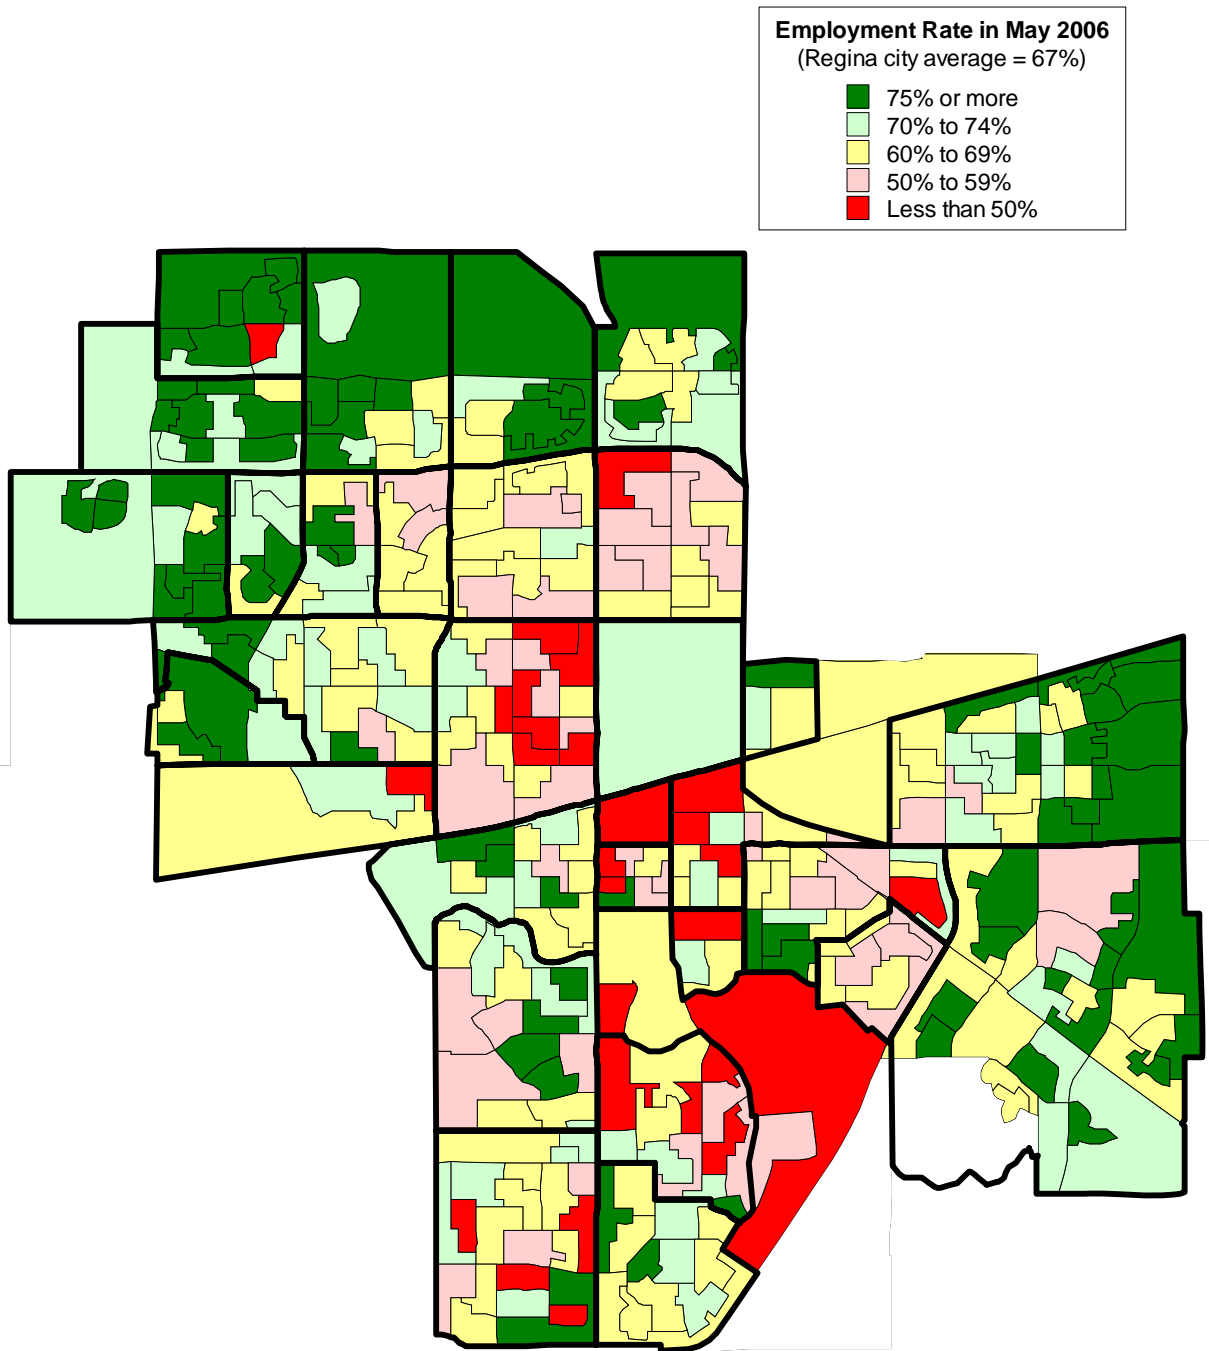 Employment Rate in May 2006
(Regina city average = 67%)
75% or more
70% to 74%
60% to 69%
50% to 59%
Less than 50%